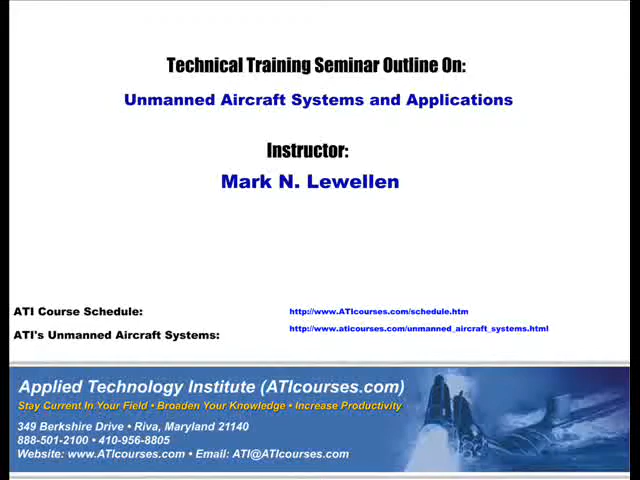 Technical Training Seminar Outline On:
Unmanned Aircraft Systems and Applications
Instructor:
Mark N. Lewellen
ATI Course Schedule: http://www.ATIcourses.com/schedule.htm
ATI's Unmanned Aircraft Systems: http://www.aticourses.com/unmanned_aircraft_systems.html
Applied Technology Institute (ATIcourses.com)
Stay Current In Your Field • Broaden Your Knowledge • Increase Productivity
349 Berkshire Drive • Riva, Maryland 21140
888-501-2100 • 410-956-8805
Website: www.ATIcourses.com • Email: ATI@ATIcourses.com